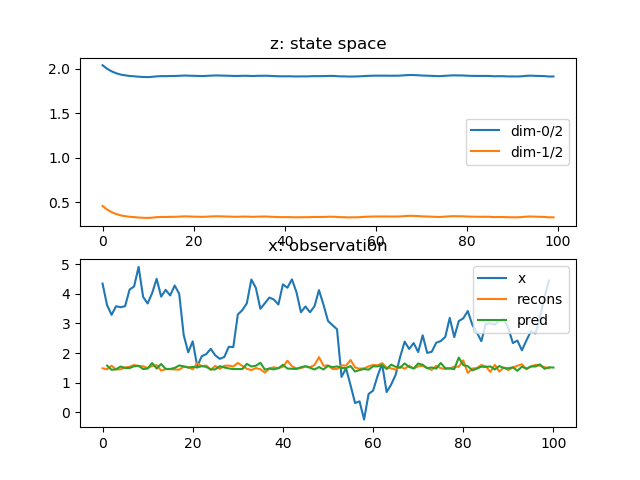 z: state space
2.0
1.5
1.0
0.5
dim-0/2
dim-1/2
0 20 40 60 80 100
x: observation
5
4
3
2
1
0
x
recons
pred
0 20 40 60 80 100